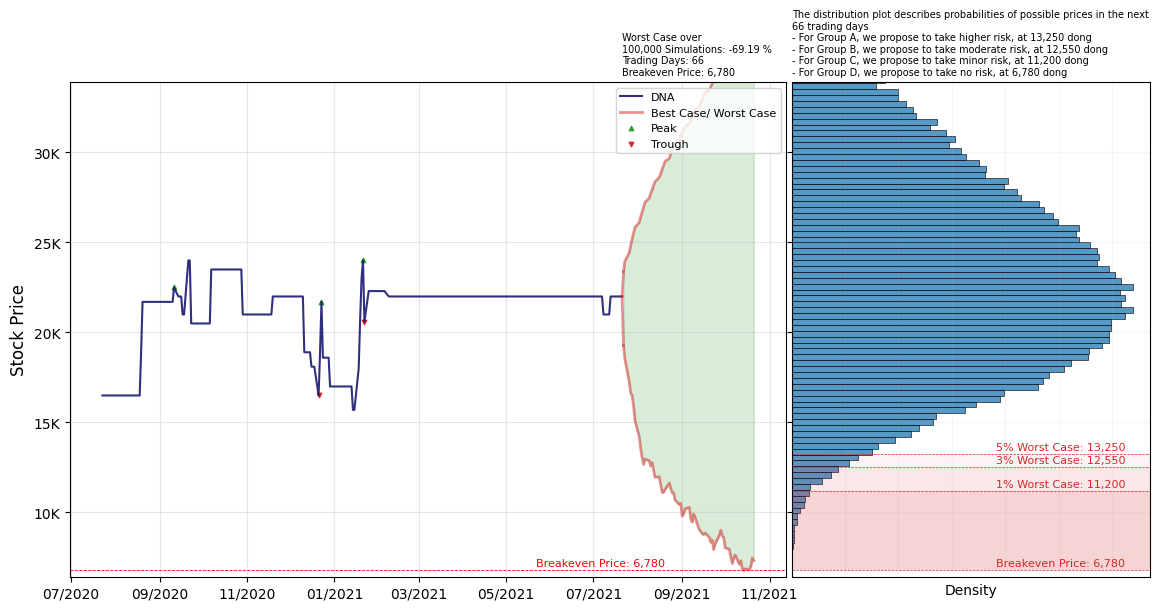 The distribution plot describes probabilities of possible prices in the next
66 trading days
- For Group A, we propose to take higher risk, at 13,250 dong
- For Group B, we propose to take moderate risk, at 12,550 dong
- For Group C, we propose to take minor risk, at 11,200 dong
- For Group D, we propose to take no risk, at 6,780 dong
Worst Case over
100,000 Simulations: -69.19 %
Trading Days: 66
Breakeven Price: 6,780
DNA
Best Case/ Worst Case
Peak
Trough
Stock Price
30K
25K
20K
15K
10K
5% Worst Case: 13,250
3% Worst Case: 12,550
1% Worst Case: 11,200
Breakeven Price: 6,780
Breakeven Price: 6,780
07/2020 09/2020 11/2020 01/2021 03/2021 05/2021 07/2021 09/2021 11/2021
Density